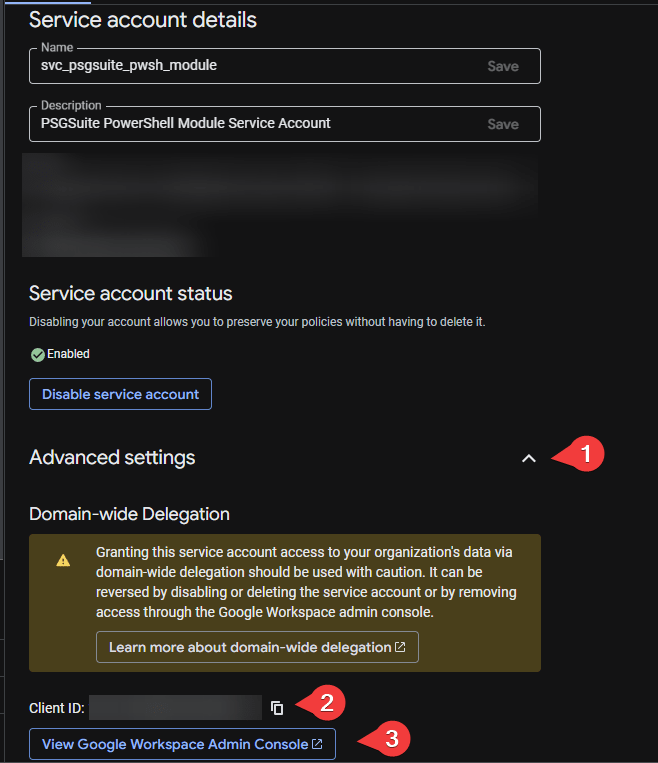 Service account details
Name
svc_psgsuite_pwsh_module
Save
Description
PSGSuite PowerShell Module Service Account
Save
Service account status
Disabling your account allows you to preserve your policies without having to delete it.
Enabled
Disable service account
Advanced settings
1
Domain-wide Delegation
Granting this service account access to your organization's data via
domain-wide delegation should be used with caution. It can be
reversed by disabling or deleting the service account or by removing
access through the Google Workspace admin console.
Learn more about domain-wide delegation
Client ID:
2
View Google Workspace Admin Console
3